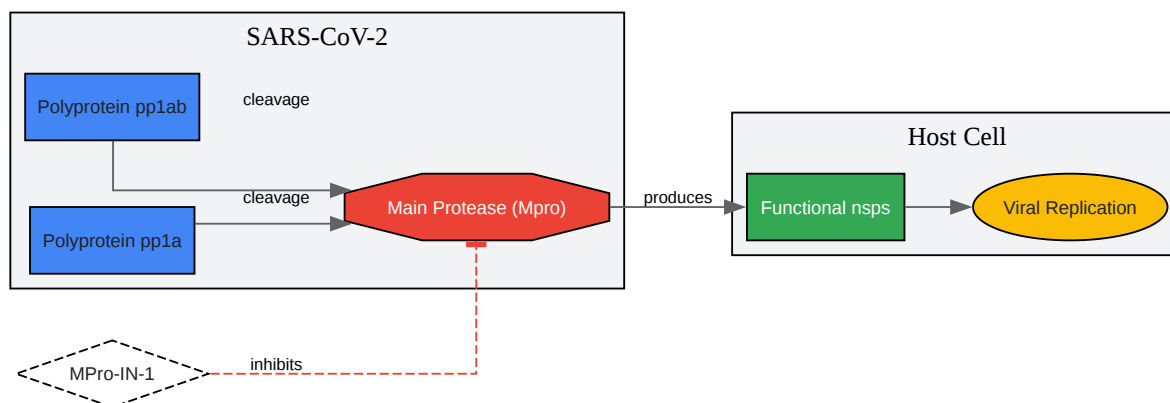 SARS-CoV-2
Polyprotein pp1ab
cleavage
cleavage
Polyprotein pp1a
Main Protease (Mpro)
produces
Host Cell
Functional nsps
Viral Replication
MPro-IN-1
inhibits